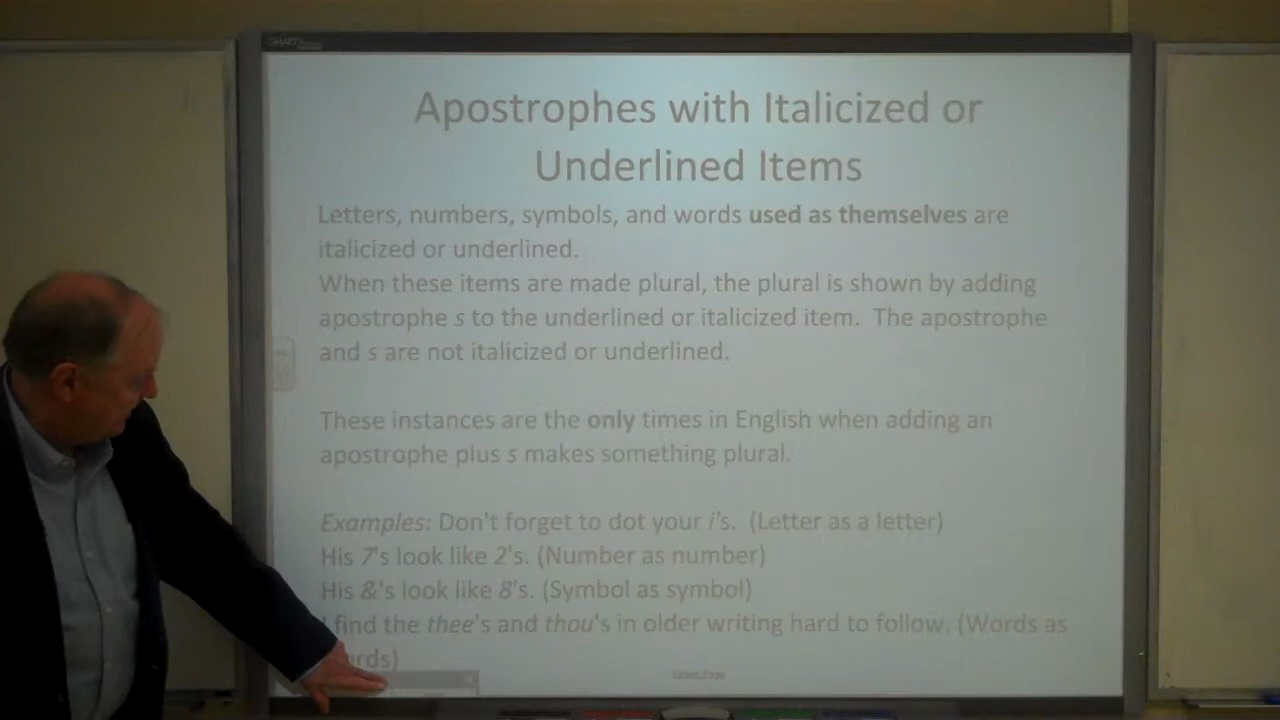 SMART
Apostrophes with Italicized or
Underlined Items
Letters, numbers, symbols, and words used as themselves are
italicized or underlined.
When these items are made plural, the plural is shown by adding
apostrophe s to the underlined or italicized item. The apostrophe
and s are not italicized or underlined.
These instances are the only times in English when adding an
apostrophe plus s makes something plural.
Examples: Don't forget to dot your i's. (Letter as a letter)
His 7's look like 2's. (Number as number)
His &'s look like 8's. (Symbol as symbol)
I find the thee's and thou's in older writing hard to follow. (Words as